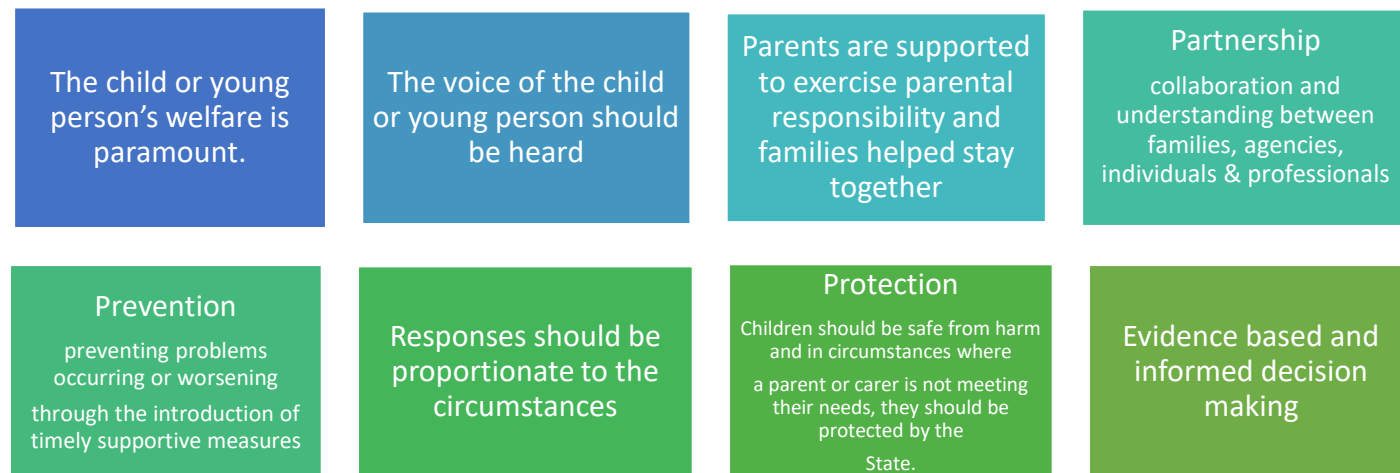 The child or young
person’s welfare is
paramount.
The voice of the child
or young person should
be heard
Parents are supported
to exercise parental
responsibility and
families helped stay
together
Partnership
collaboration and
understanding between
families, agencies,
individuals & professionals
Prevention
preventing problems
occurring or worsening
through the introduction of
timely supportive measures
Responses should be
proportionate to the
circumstances
Protection
Children should be safe from harm
and in circumstances where
a parent or carer is not meeting
their needs, they should be
protected by the
State.
Evidence based and
informed decision
making